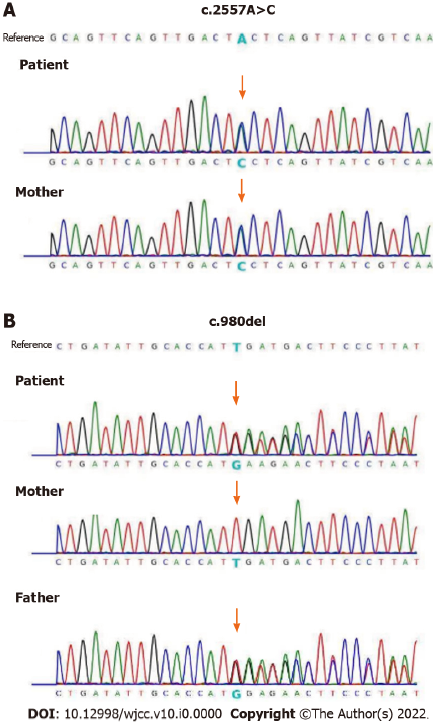 A
c.2557A>C
Reference G C A G T T C A G T T G A C T A C T C A G T T A T C G T C A A
Patient
G C A G T T C A G T T G A C T C C T C A G T T A T C G T C A A
Mother
G C A G T T C A G T T G A C T C C T C A G T T A T C G T C A A
B
c.980del
Reference C T G A T A T T G C A C C A T T G A T G A C T T C C C T T A T
Patient
C T G A T A T T G C A C C A T G A A G A A C T T C C C T A A T
Mother
C T G A T A T T G C A C C A T T G A T G A C T T C C C T T A T
Father
C T G A T A T T G C A C C A T G G A G A A C T T C C C T A A T
DOI: 10.12998/wjcc.v10.i0.0000 Copyright ©The Author(s) 2022.